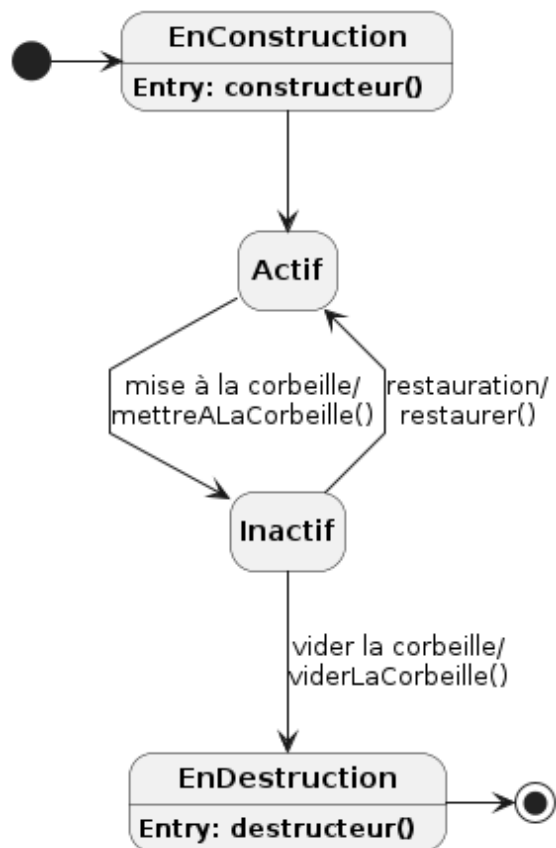 EnConstruction
Entry: constructeur()
Actif
mise à la corbeille/
mettreALaCorbeille()
restauration/
restaurer()
Inactif
vider la corbeille/
viderLaCorbeille()
EnDestruction
Entry: destructeur()